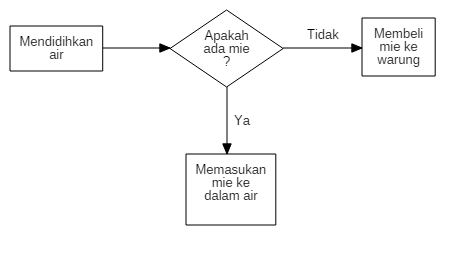 Mendidihkan
air
Apakah
ada mie
?
Tidak
Membeli
mie ke
warung
Ya
Memasukan
mie ke
dalam air